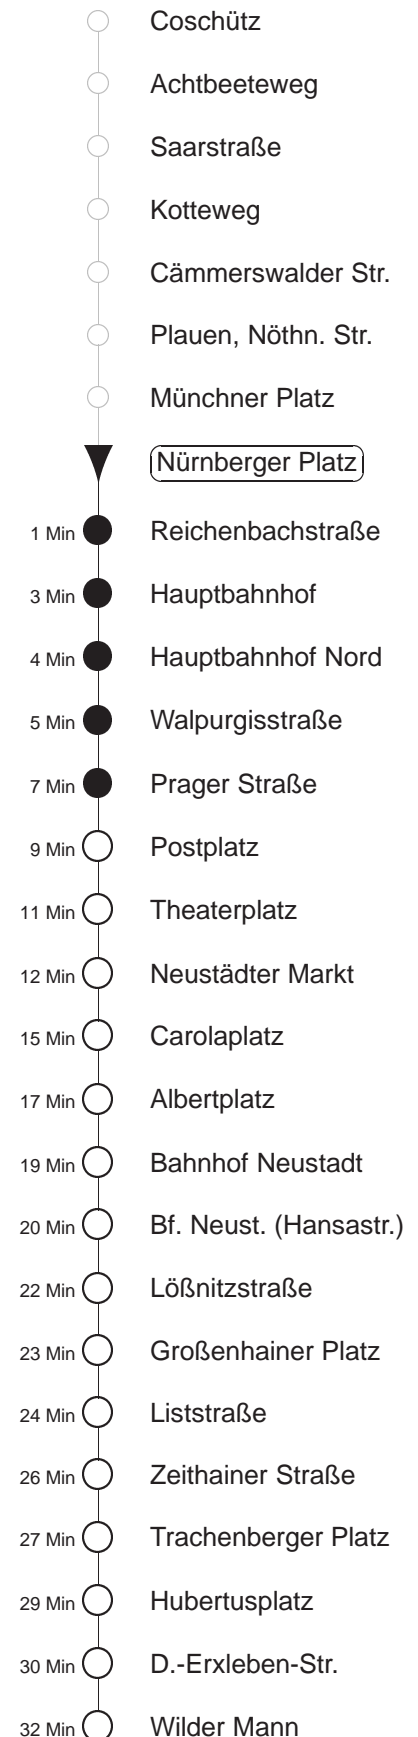 Coschütz
Achtbeeteweg
Saarstraße
Kotteweg
Cämmerswalder Str.
Plauen, Nöthn. Str.
Münchner Platz
Nürnberger Platz
1 Min Reichenbachstraße
3 Min Hauptbahnhof
4 Min Hauptbahnhof Nord
5 Min Walpurgisstraße
7 Min Prager Straße
9 Min Postplatz
11 Min Theaterplatz
12 Min Neustädter Markt
15 Min Carolaplatz
17 Min Albertplatz
19 Min Bahnhof Neustadt
20 Min Bf. Neust. (Hansastr.)
22 Min Lößnitzstraße
23 Min Großenhainer Platz
24 Min Liststraße
26 Min Zeithainer Straße
27 Min Trachenberger Platz
29 Min Hubertusplatz
30 Min D.-Erxleben-Str.
32 Min Wilder Mann